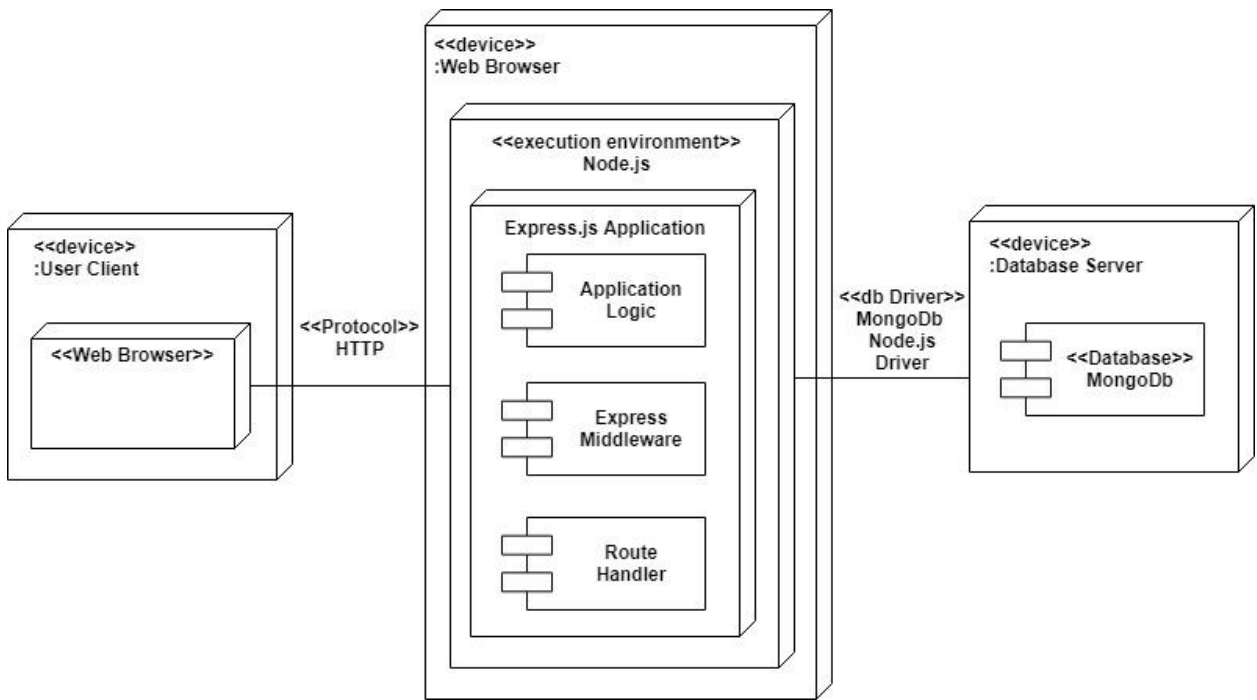 <<device>>
:User Client
<<Web Browser>>
<<Protocol>>
HTTP
<<device>>
:Web Browser
<<execution environment>>
Node.js
Express.js Application
Application
Logic
Express
Middleware
Route
Handler
<<db Driver>>
MongoDb
Node.js
Driver
<<device>>
:Database Server
<<Database>>
MongoDb